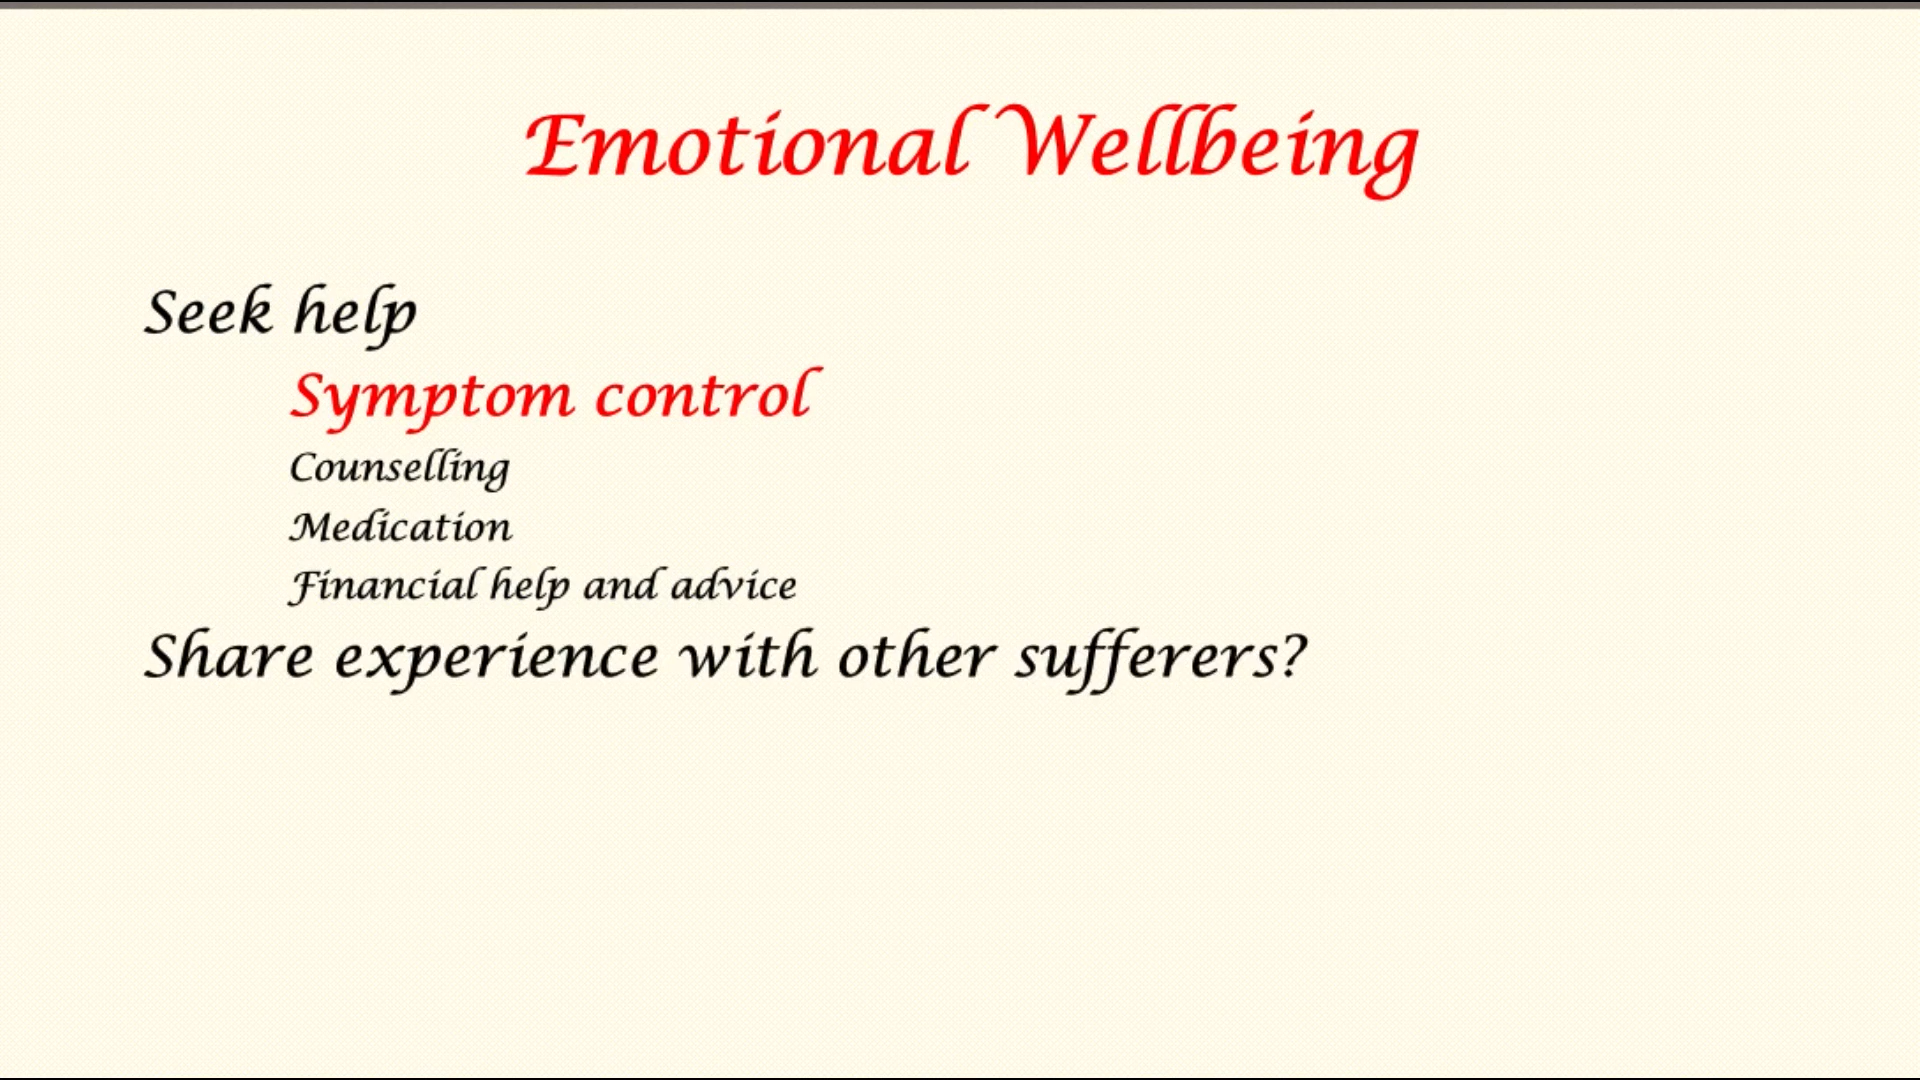 Emotional Wellbeing
Seek help
Symptom control
Counselling
Medication
Financial help and advice
Share experience with other sufferers?